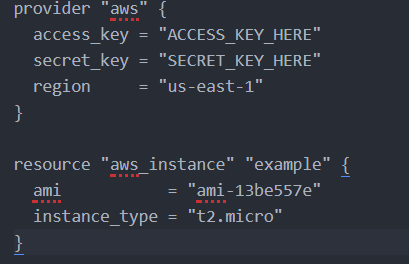 provider "aws" {
  access_key = "ACCESS_KEY_HERE"
  secret_key = "SECRET_KEY_HERE"
  region     = "us-east-1"
}
resource "aws_instance" "example" {
  ami           = "ami-13be557e"
  instance_type = "t2.micro"
}